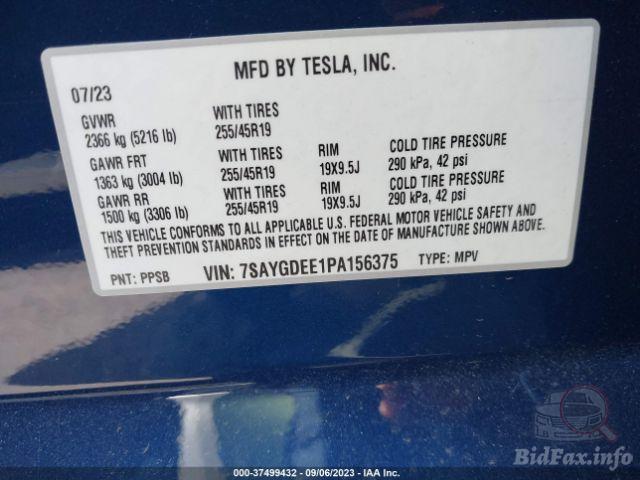 MFD BY TESLA, INC.
07/23
GVWR WITH TIRES
2366 kg (5216 lb) 255/45R19
GAWR FRT WITH TIRES RIM COLD TIRE PRESSURE
1363 kg (3004 lb) 255/45R19 19X9.5J 290 kPa, 42 psi
GAWR RR WITH TIRES RIM COLD TIRE PRESSURE
1500 kg (3306 lb) 255/45R19 19X9.5J 290 kPa, 42 psi
THIS VEHICLE CONFORMS TO ALL APPLICABLE U.S. FEDERAL MOTOR VEHICLE SAFETY AND
THEFT PREVENTION STANDARDS IN EFFECT ON THE DATE OF MANUFACTURE SHOWN ABOVE.
PNT: PPSB VIN: 7SAYGDEE1PA156375 TYPE: MPV
BidFax.info
000-37499432 - 09/06/2023 - IAA Inc.